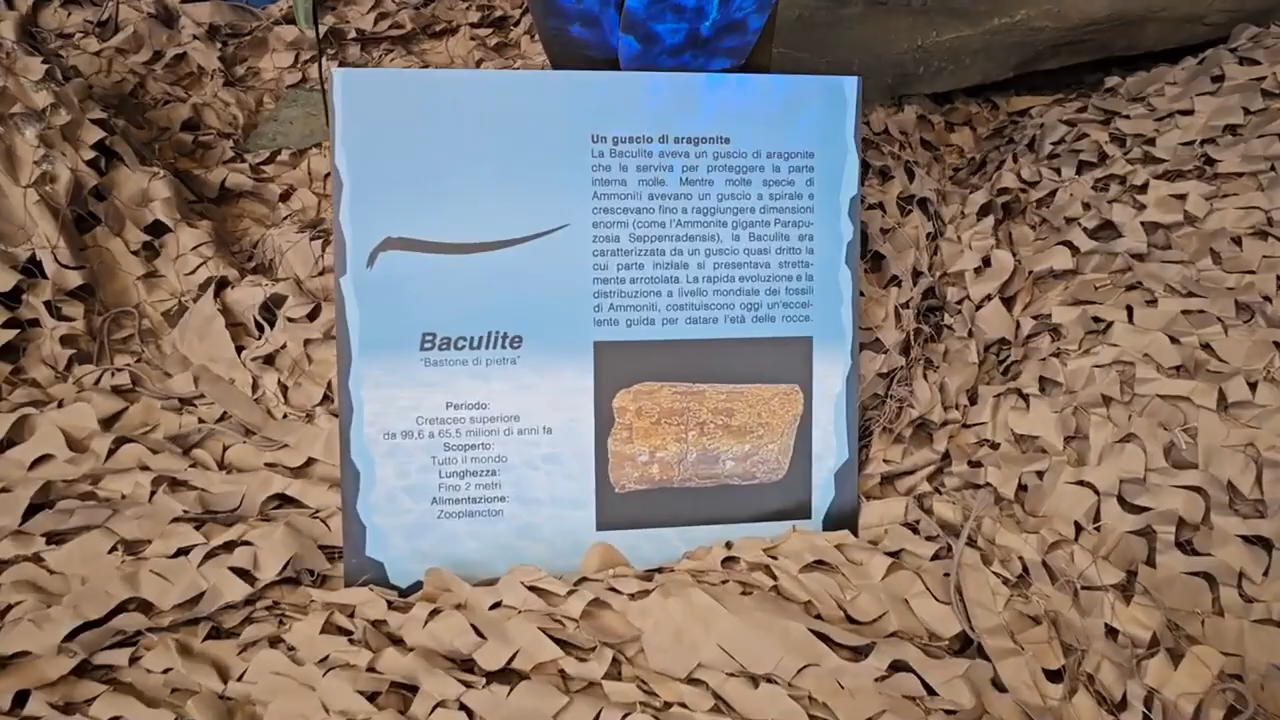 Baculite
"Bastone di pietra"
Periodo:
Cretaceo superiore
da 99,6 a 65,5 milioni di anni fa
Scoperto:
Tutto il mondo
Lunghezza:
Fino 2 metri
Alimentazione:
Zooplancton
Un guscio di aragonite
La Baculite aveva un guscio di aragonite
che le serviva per proteggere la parte
interna molle. Mentre molte specie di
Ammoniti avevano un guscio a spirale e
crescevano fino a raggiungere dimensioni
enormi (come l'Ammonite gigante Parapu-
zosia Seppenradensis), la Baculite era
caratterizzata da un guscio quasi dritto la
cui parte iniziale si presentava stretta-
mente arrotolata. La rapida evoluzione e la
distribuzione a livello mondiale dei fossili
di Ammoniti, costituiscono oggi un'eccel-
lente guida per datare l'età delle rocce.